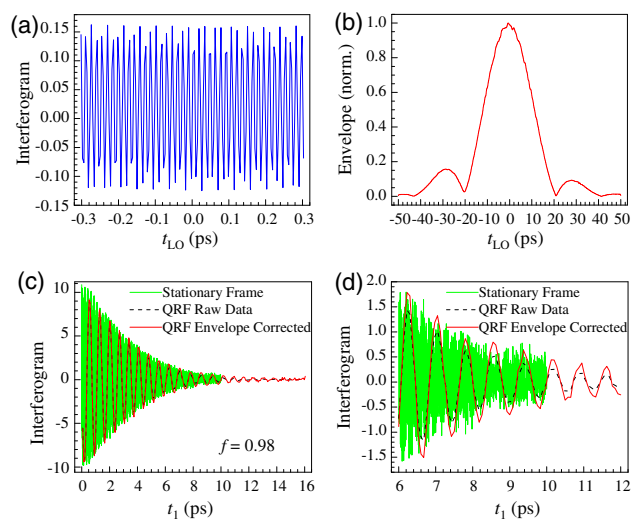 (a)
0.15
0.10
0.05
0.00
-0.05
-0.10
-0.15
Interferogram
-0.3 -0.2 -0.1 0.0 0.1 0.2 0.3
tLO (ps)
(b)
1.0
0.8
0.6
0.4
0.2
0.0
Envelope (norm.)
-50-40-30-20-10 0 10 20 30 40 50
tLO (ps)
(c)
10
5
0
-5
-10
Interferogram
Stationary Frame
QRF Raw Data
QRF Envelope Corrected
f = 0.98
0 2 4 6 8 10 12 14 16
t1 (ps)
(d)
2.0
1.5
1.0
0.5
0.0
-0.5
-1.0
-1.5
Interferogram
Stationary Frame
QRF Raw Data
QRF Envelope Corrected
6 7 8 9 10 11 12
t1 (ps)